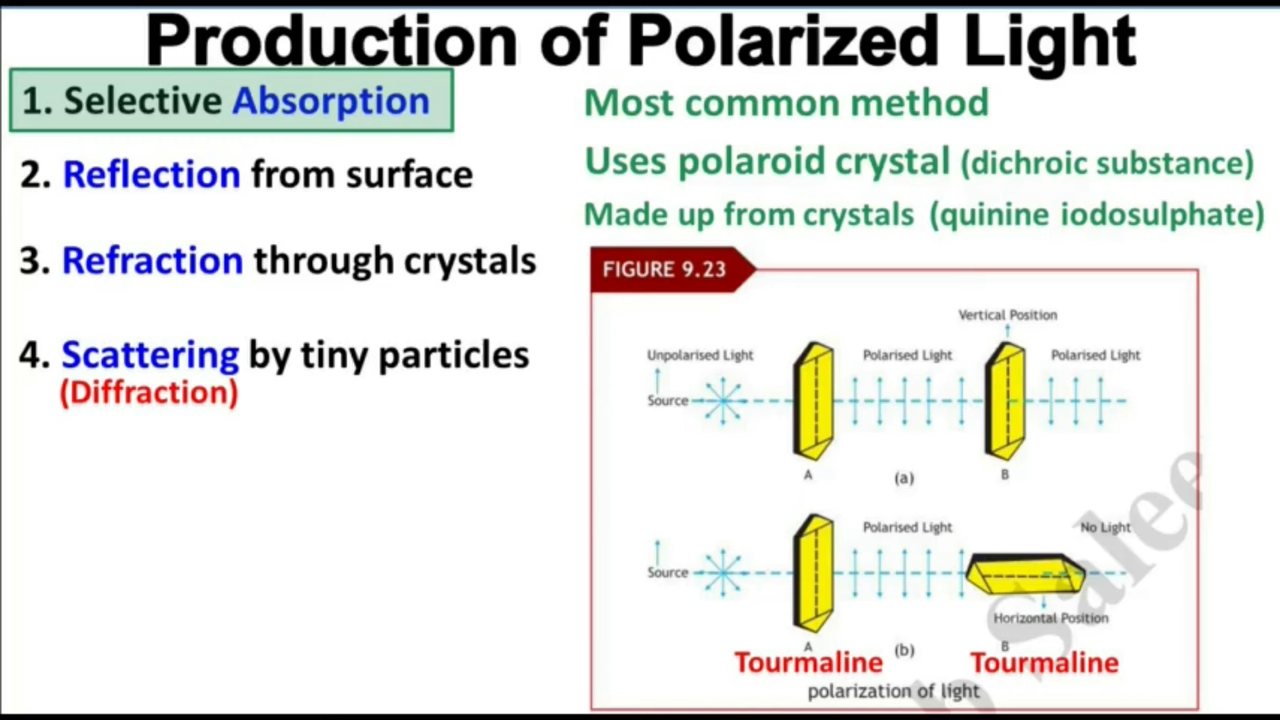 Production of Polarized Light
1. Selective Absorption
2. Reflection from surface
3. Refraction through crystals
4. Scattering by tiny particles
(Diffraction)
Most common method
Uses polaroid crystal (dichroic substance)
Made up from crystals (quinine iodosulphate)
FIGURE 9.23
Vertical Position
Unpolarised Light
Polarised Light
Polarised Light
Source
A
(a)
B
Polarised Light
No Light
Source
Horizontal Position
A
(b)
B
Tourmaline
Tourmaline
polarization of light